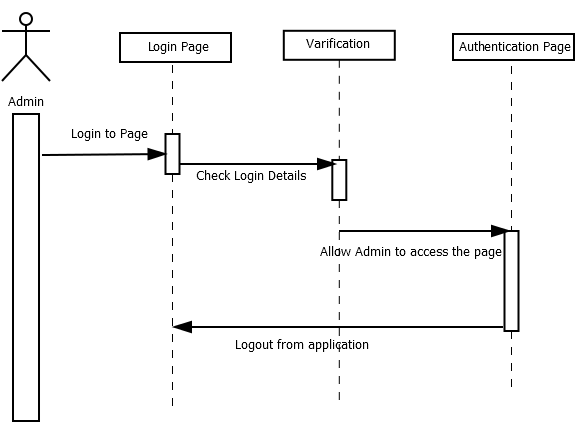 Login Page
Varification
Authentication Page
Admin
Login to Page
Check Login Details
Allow Admin to access the page
Logout from application